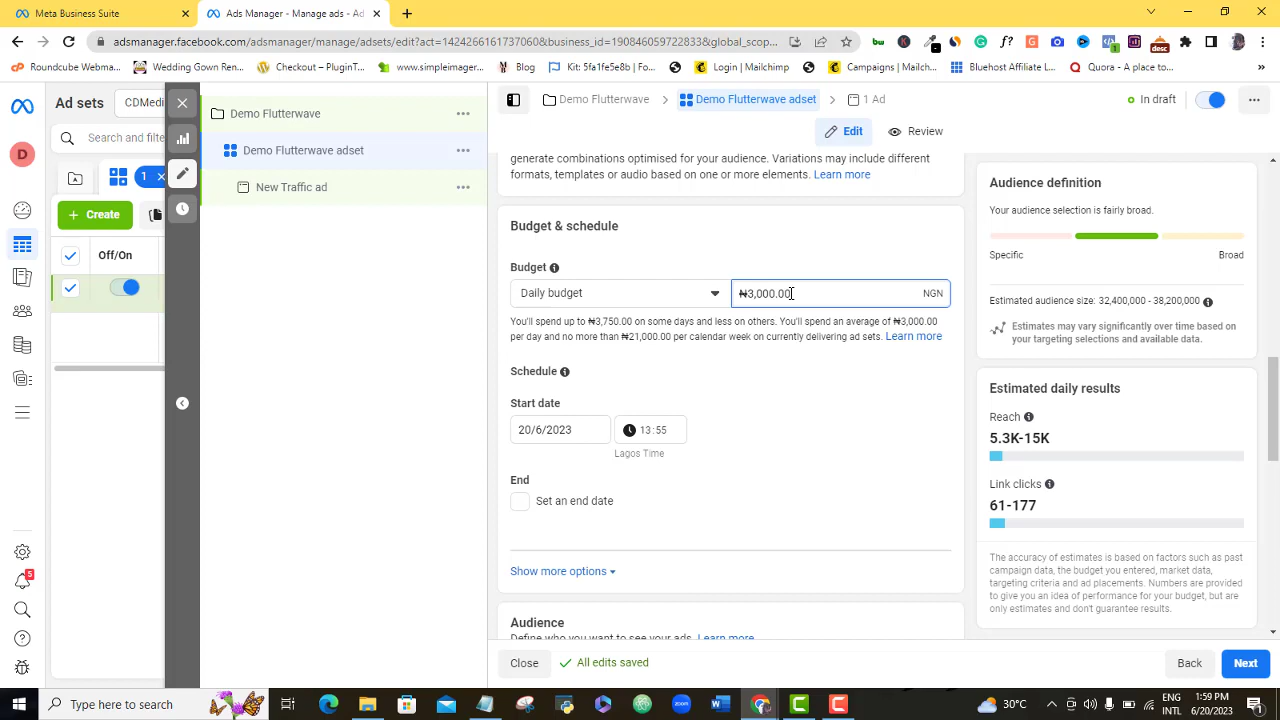 Meta Business Suite
Ads Manager - Manage ads - Ad
adsmanager.facebook.com/adsmanager/manage/adsets/edit?act=1424266161737060&business_id=1908460597228338&global_scop...
f?
1
desc
Roundcube Webmail...
Wedding Gown Ren...
Checkout – PluginT...
www.simpleimager...
Blog
Kit: 5fa1f5e8b | Fo...
Login | Mailchimp
Mailchimp
Bluehost Affiliate L...
Quora - A place to...
»
Ad sets
CDMedi
Demo Flutterwave
Demo Flutterwave
Demo Flutterwave adset
1 Ad
In draft
Search and filter
Demo Flutterwave adset
Edit
Review
D
1
New Traffic ad
generate combinations optimised for your audience. Variations may include different
formats, templates or audio based on one or more elements. Learn more
+ Create
Off/On
Budget & schedule
Budget
Daily budget
₦3,000.00
NGN
You'll spend up to ₦3,750.00 on some days and less on others. You'll spend an average of ₦3,000.00
per day and no more than ₦21,000.00 per calendar week on currently delivering ad sets. Learn more
Schedule
Start date
20/6/2023
13:55
Lagos Time
End
Set an end date
Show more options
Audience
Define who you want to see your ads. Learn more
Audience definition
Your audience selection is fairly broad.
Specific
Broad
Estimated audience size: 32,400,000 - 38,200,000
Estimates may vary significantly over time based on
your targeting selections and available data.
Estimated daily results
Reach
5.3K-15K
Link clicks
61-177
The accuracy of estimates is based on factors such as past
campaign data, the budget you entered, market data,
targeting criteria and ad placements. Numbers are provided
to give you an idea of performance for your budget, but are
only estimates and don't guarantee results.
5
Close
All edits saved
Back
Next
Type here to search
30°C
ENG
INTL
1:59 PM
6/20/2023